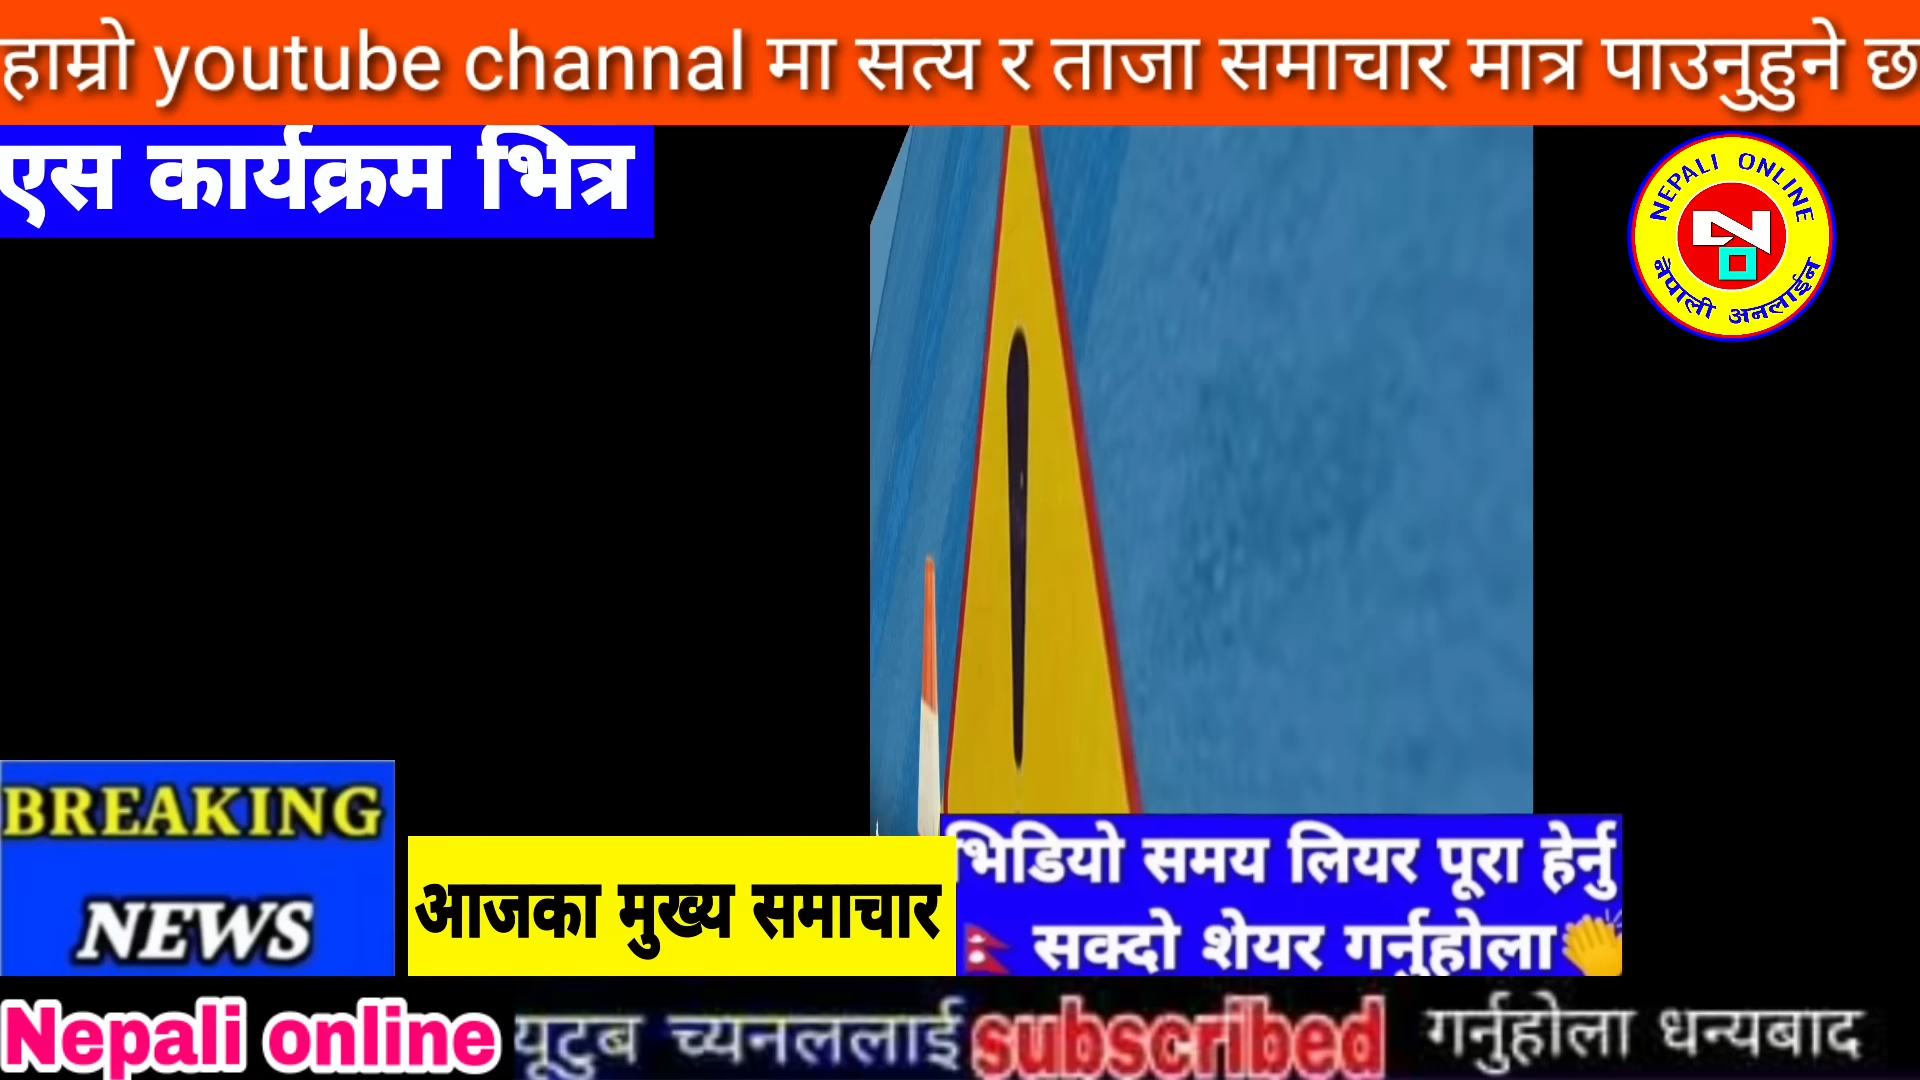 हाम्रो youtube channal मा सत्य र ताजा समाचार मात्र पाउनुहुने छ
एस कार्यक्रम भित्र
NEPALI ONLINE
नेपाली अनलाईन
BREAKING
NEWS
आजका मुख्य समाचार
भिडियो समय लियर पूरा हेर्नु
🇳🇵 सक्दो शेयर गर्नुहोला👏
Nepali online यूटुब च्यनललाई subscribed गर्नुहोला धन्यबाद